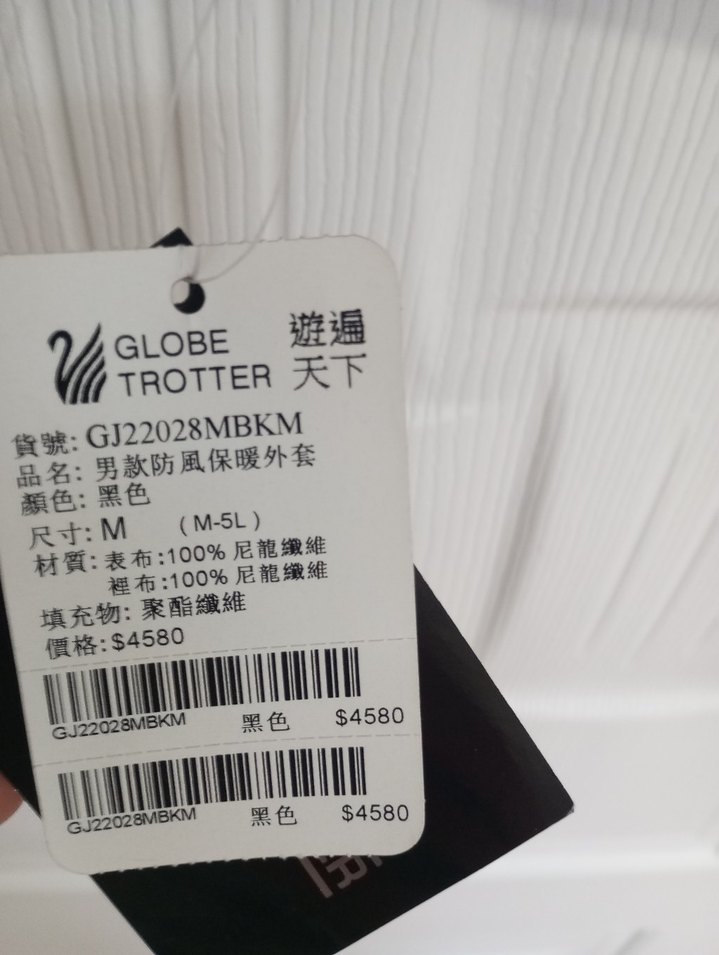 GLOBE TROTTER
遊遍天下
貨號: GJ22028MBKM
品名: 男款防風保暖外套
顏色: 黑色
尺寸: M (M-5L)
材質: 表布:100% 尼龍纖維
裡布:100% 尼龍纖維
填充物: 聚酯纖維
價格:$4580
GJ22028MBKM 黑色 $4580
GJ22028MBKM 黑色 $4580